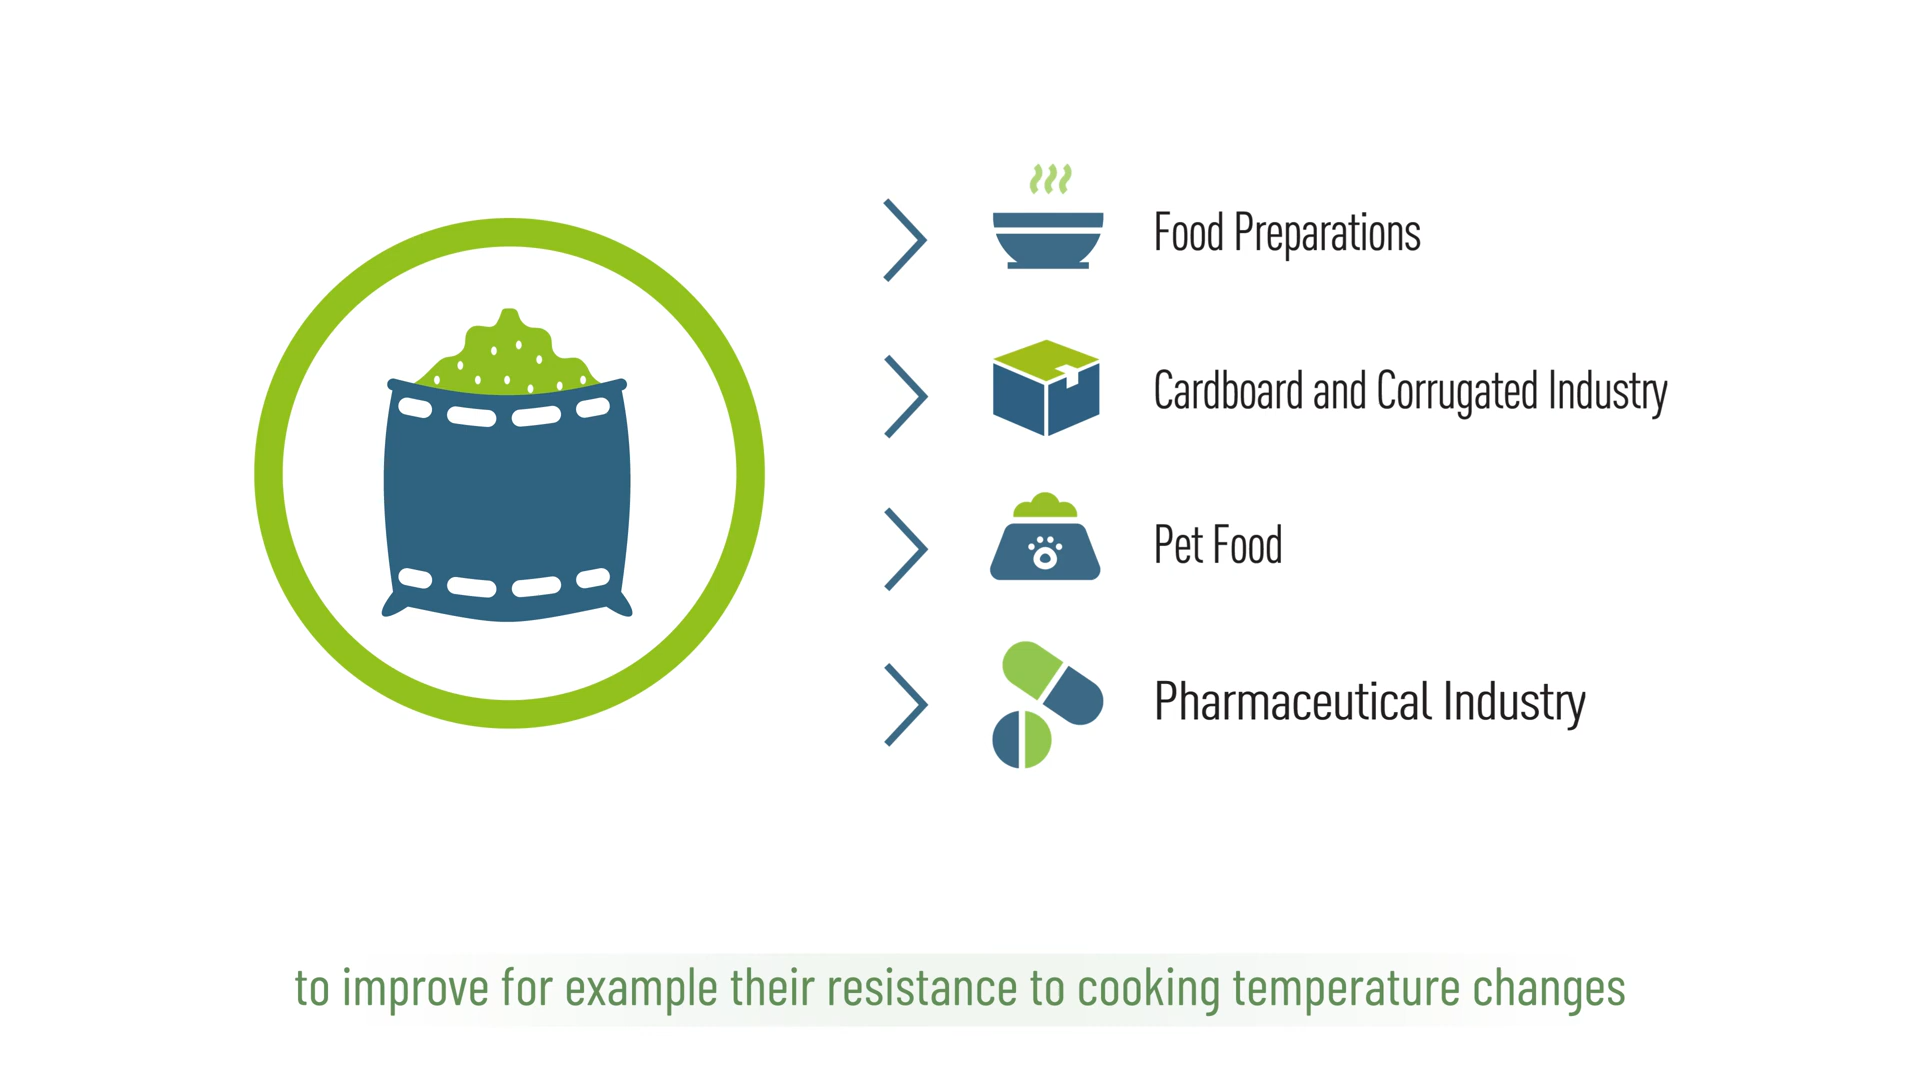 Food Preparations
Cardboard and Corrugated Industry
Pet Food
Pharmaceutical Industry
to improve for example their resistance to cooking temperature changes